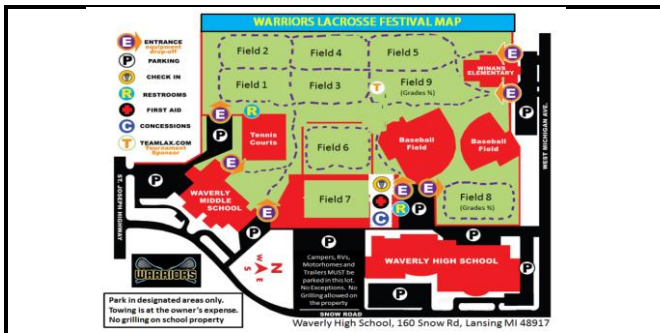 WARRIORS LACROSSE FESTIVAL MAP
E
ENTRANCE
equipment
drop-off
P
PARKING
CHECK IN
R
RESTROOMS
FIRST AID
C
CONCESSIONS
T
TEAMLAX.COM
Tournament
Sponsor
Field 2
Field 4
Field 5
Field 1
Field 3
Field 9
(Grades ¾)
T
E
WINANS
ELEMENTARY
E
P
WEST MICHIGAN AVE.
E
R
P
Tennis
Courts
Field 6
Baseball
Field
Baseball
Field
E
P
WAVERLY
MIDDLE
SCHOOL
E
Field 7
C
E
E
R
P
Field 8
(Grades ¾)
ST. JOSEPH HIGHWAY
P
P
P
P
P
N
W
E
S
WARRIORS
Campers, RVs,
Motorhomes and
Trailers MUST be
parked in this lot.
No Exceptions. No
Grilling allowed on
the property
WAVERLY HIGH SCHOOL
Park in designated areas only.
Towing is at the owner's expense.
No grilling on school property
SNOW ROAD
Waverly High School, 160 Snow Rd, Lansing MI 48917